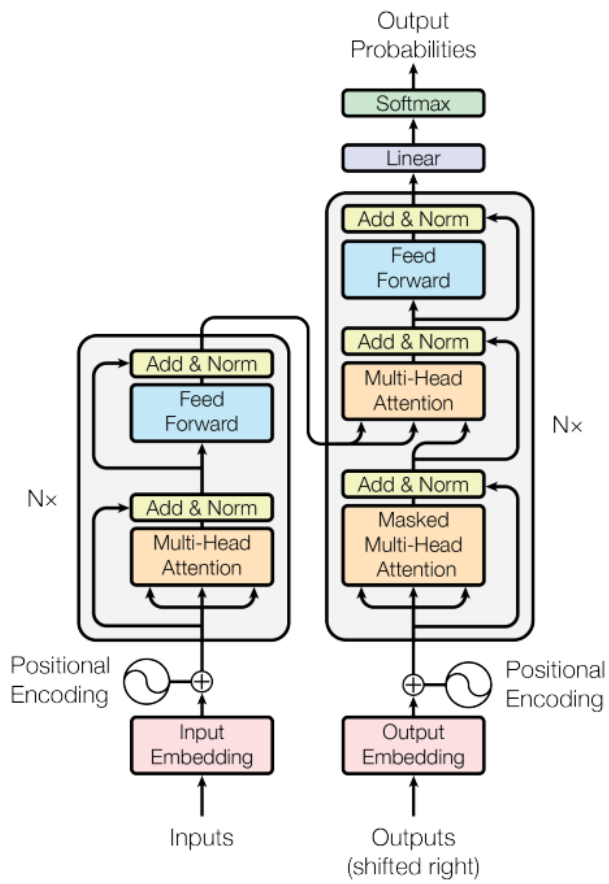 Output
Probabilities
Softmax
Linear
Add & Norm
Feed
Forward
Add & Norm
Multi-Head
Attention
Add & Norm
Masked
Multi-Head
Attention
N×
Add & Norm
Feed
Forward
Add & Norm
Multi-Head
Attention
N×
Positional
Encoding
Positional
Encoding
Input
Embedding
Output
Embedding
Inputs
Outputs
(shifted right)